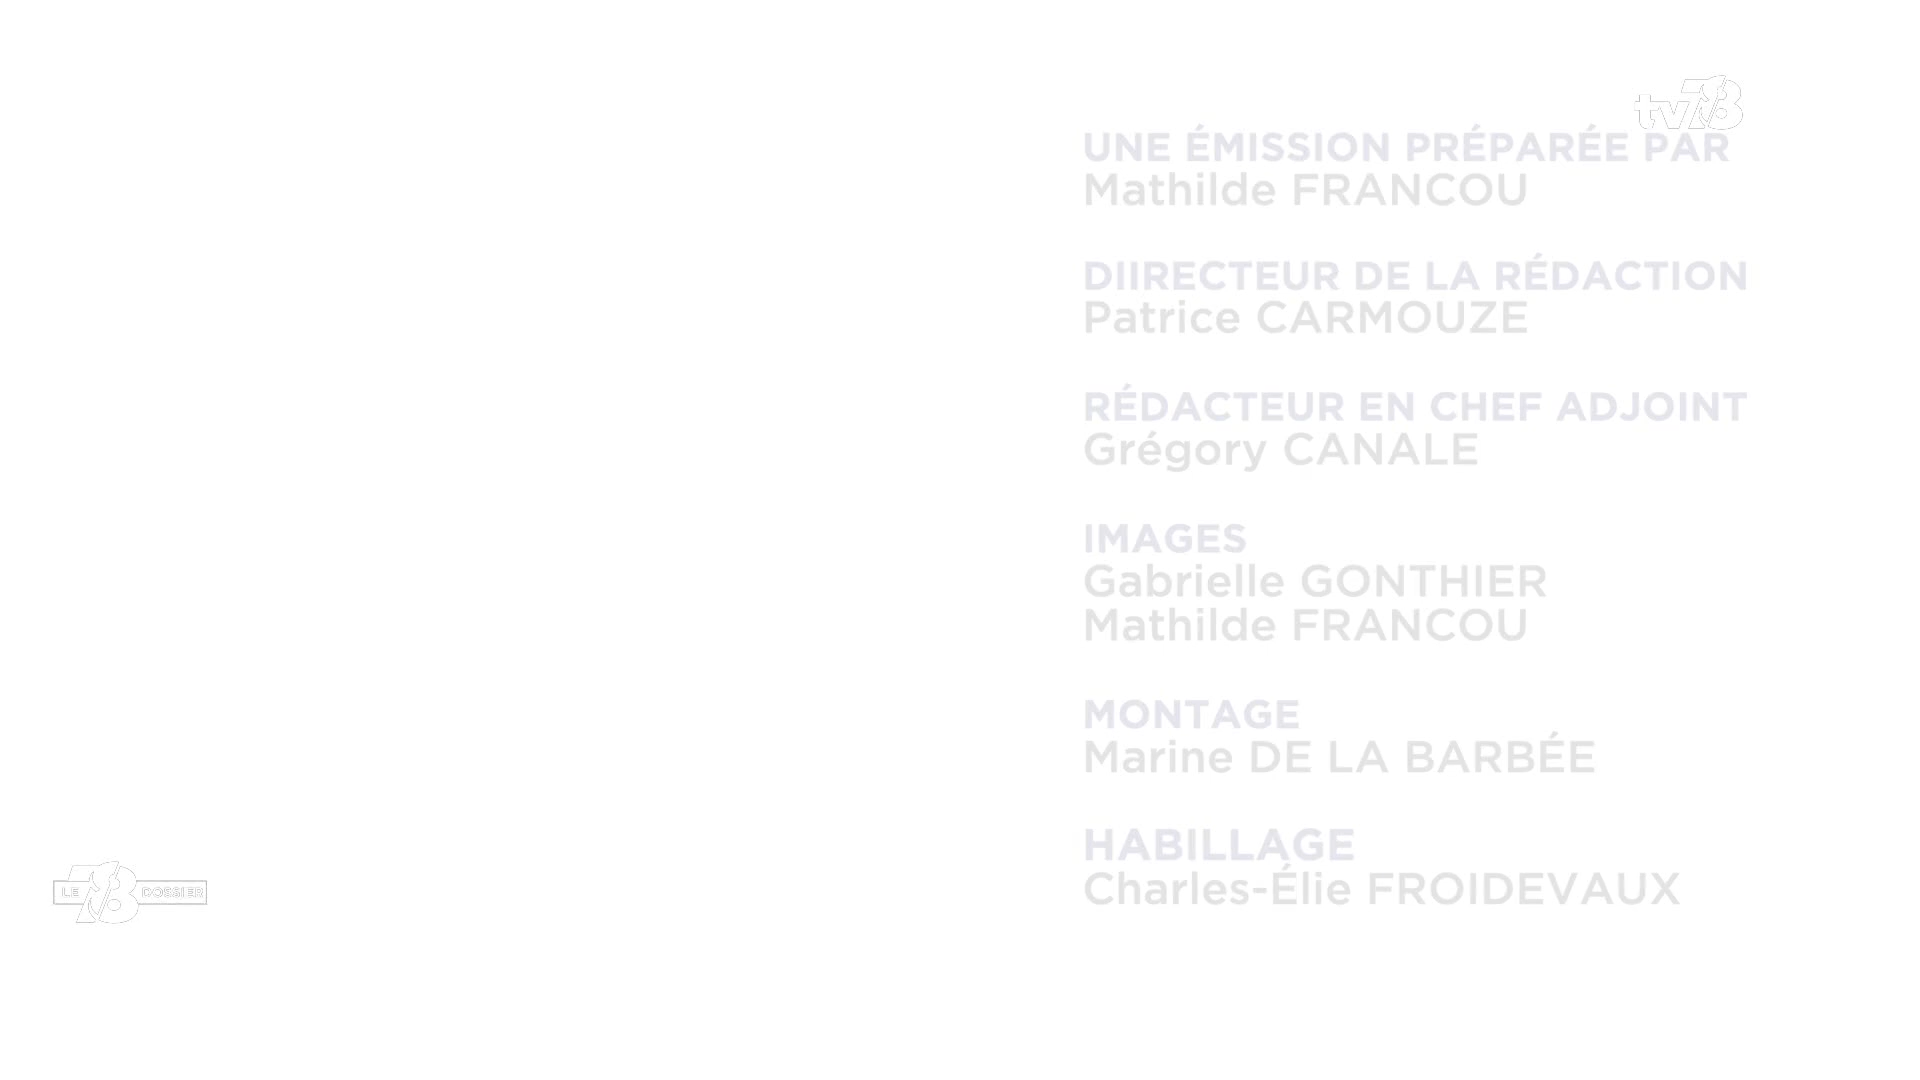 tv78
UNE ÉMISSION PRÉPARÉE PAR
Mathilde FRANCOU
DIIRECTEUR DE LA RÉDACTION
Patrice CARMOUZE
RÉDACTEUR EN CHEF ADJOINT
Grégory CANALE
IMAGES
Gabrielle GONTHIER
Mathilde FRANCOU
MONTAGE
Marine DE LA BARBÉE
HABILLAGE
Charles-Élie FROIDEVAUX
LE 78 DOSSIER